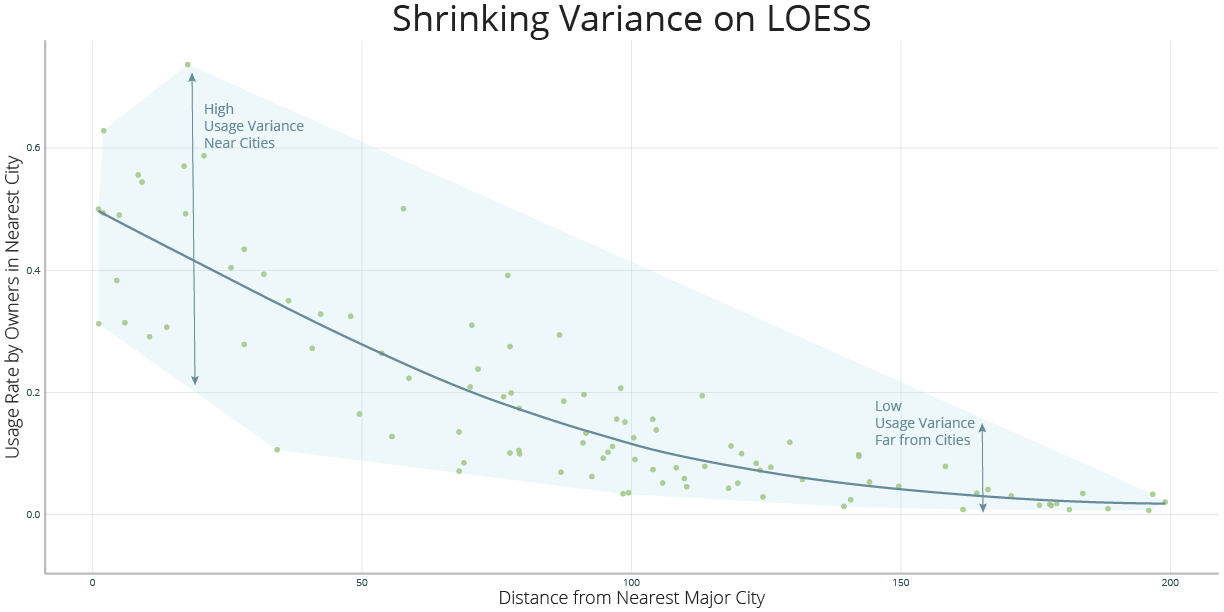 Shrinking Variance on LOESS
Usage Rate by Owners in Nearest City
0.6
0.4
0.2
0.0
High
Usage Variance
Near Cities
Low
Usage Variance
Far from Cities
0
50
100
150
200
Distance from Nearest Major City